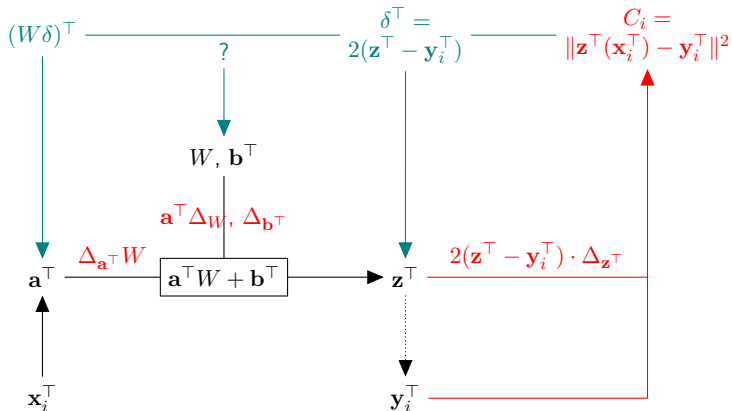 (Wδ)^⊤
δ^⊤ =
2(z^⊤ − y_i^⊤)
C_i =
‖z^⊤(x_i^⊤) − y_i^⊤‖^2
?
W, b^⊤
a^⊤Δ_W, Δ_{b^⊤}
Δ_{a^⊤}W
2(z^⊤ − y_i^⊤) · Δ_{z^⊤}
a^⊤
a^⊤W + b^⊤
z^⊤
x_i^⊤
y_i^⊤